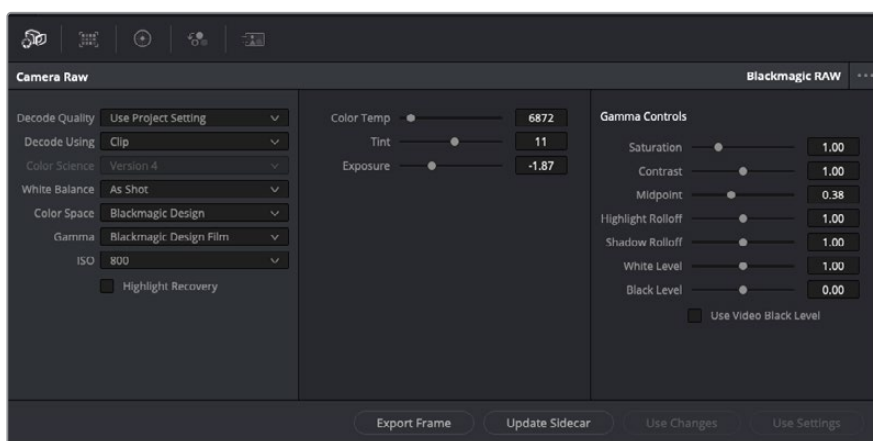 Camera Raw
Blackmagic RAW
Decode Quality Use Project Setting
Decode Using Clip
Color Science Version 4
White Balance As Shot
Color Space Blackmagic Design
Gamma Blackmagic Design Film
ISO 800
Highlight Recovery
Color Temp 6872
Tint 11
Exposure -1.87
Gamma Controls
Saturation 1.00
Contrast 1.00
Midpoint 0.38
Highlight Rolloff 1.00
Shadow Rolloff 1.00
White Level 1.00
Black Level 0.00
Use Video Black Level
Export Frame
Update Sidecar
Use Changes
Use Settings